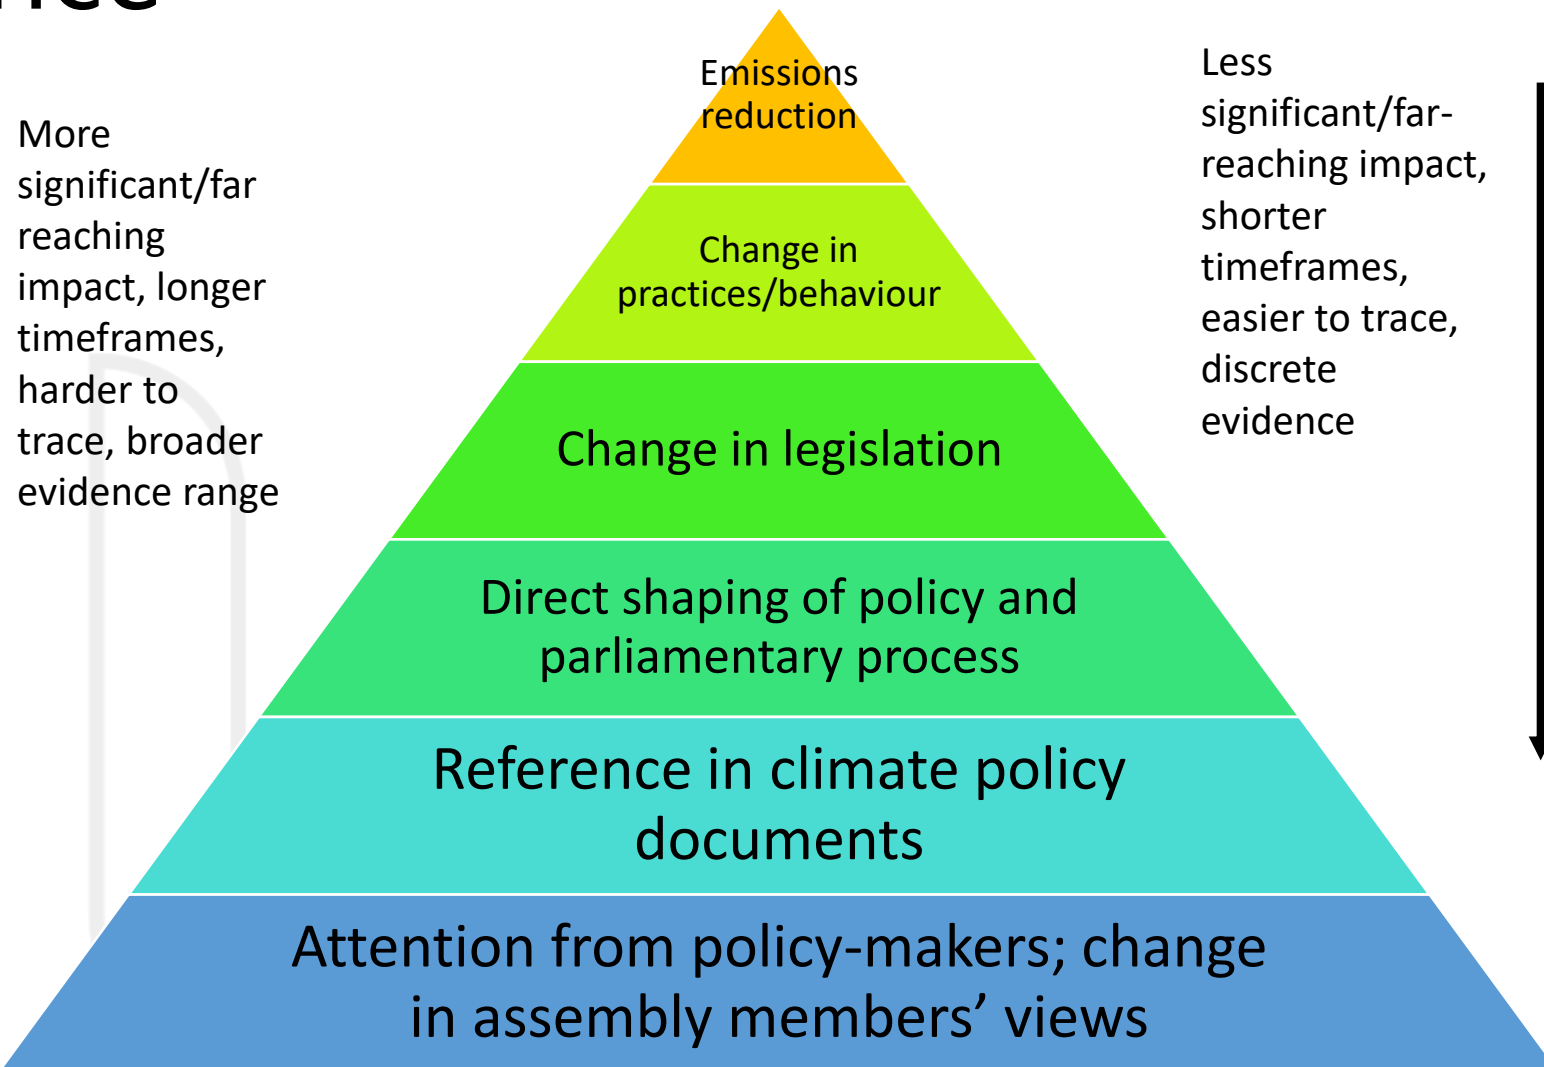 More
significant/far
reaching
impact, longer
timeframes,
harder to
trace, broader
evidence range
Emissions
reduction
Change in
practices/behaviour
Change in legislation
Direct shaping of policy and
parliamentary process
Reference in climate policy
documents
Attention from policy-makers; change
in assembly members’ views
Less
significant/far-
reaching impact,
shorter
timeframes,
easier to trace,
discrete
evidence